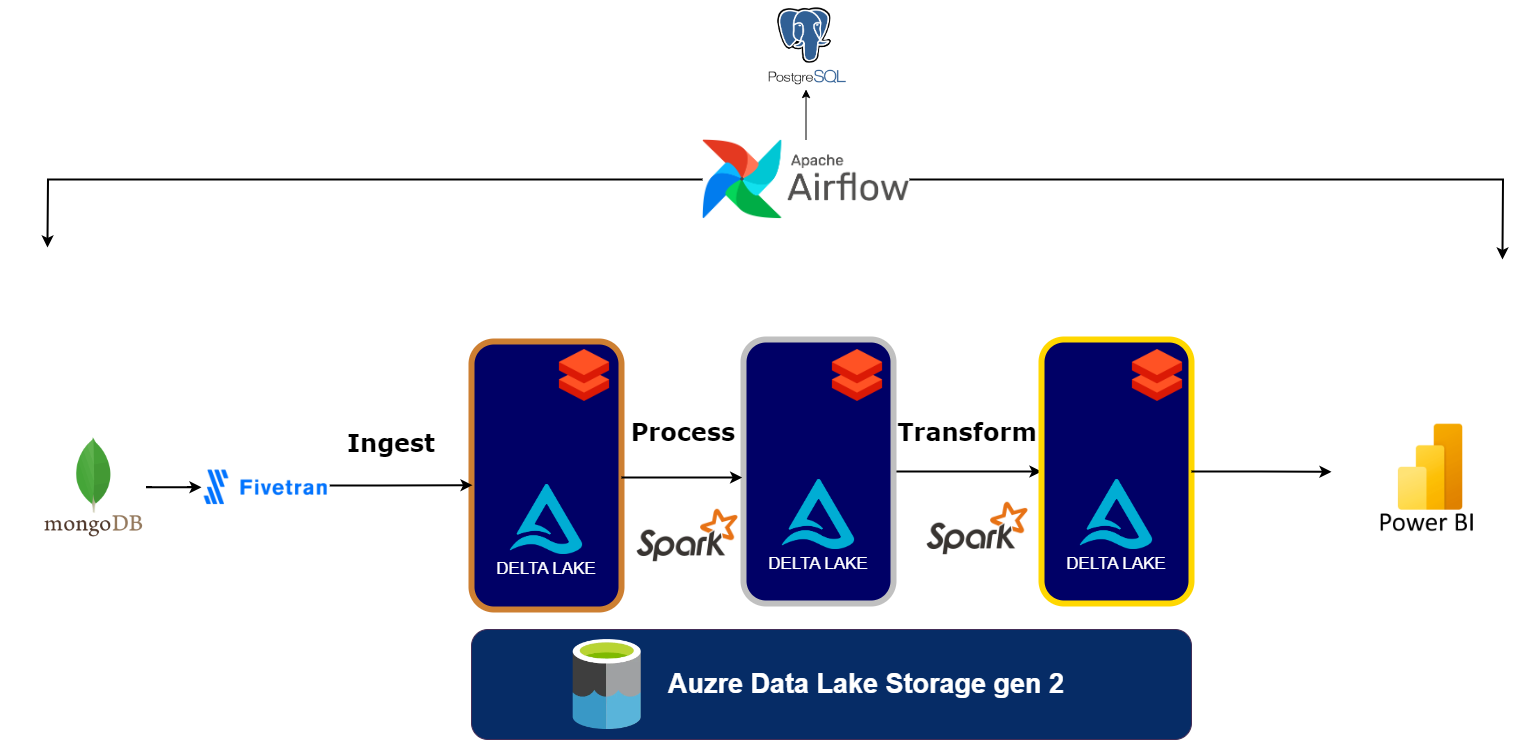 PostgreSQL
Apache
Airflow
Ingest
Process
Transform
mongoDB
Fivetran
Spark
Spark
DELTA LAKE
DELTA LAKE
DELTA LAKE
Power BI
Auzre Data Lake Storage gen 2